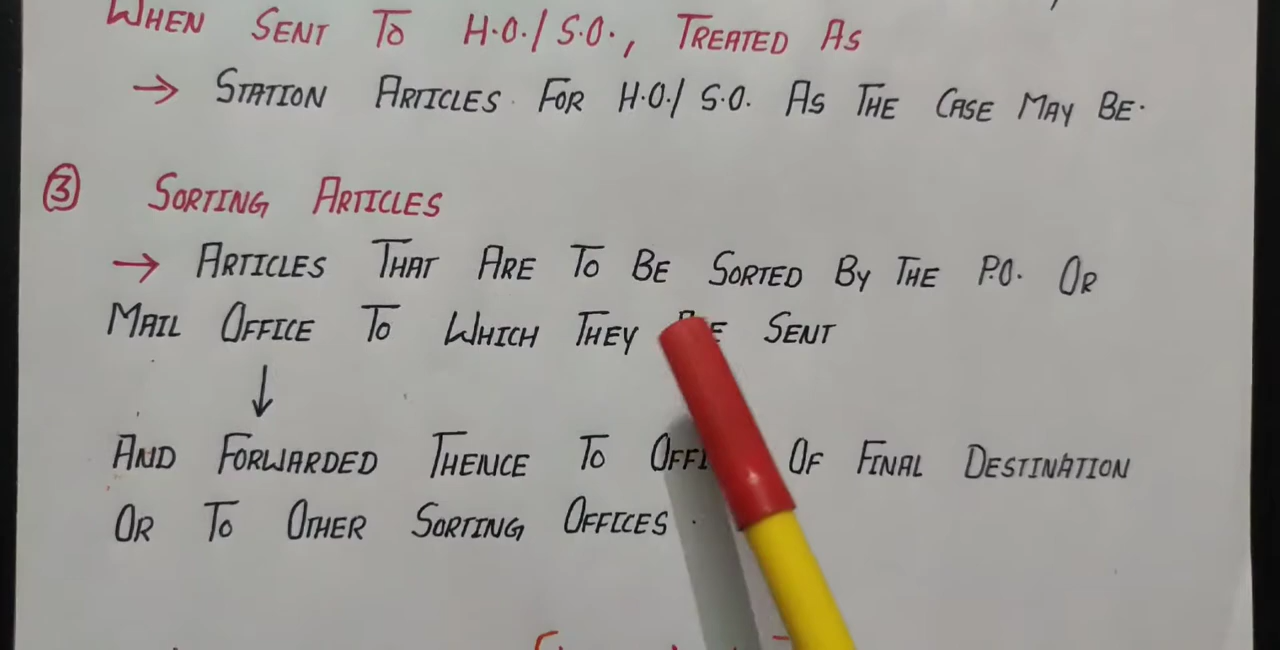 WHEN SENT TO H.O./ S.O., TREATED AS
→ STATION ARTICLES FOR H.O./ S.O. AS THE CASE MAY BE.
③ SORTING ARTICLES
→ ARTICLES THAT ARE TO BE SORTED BY THE P.O. OR
MAIL OFFICE TO WHICH THEY SENT
↓
AND FORWARDED THENCE TO OF FINAL DESTINATION
OR TO OTHER SORTING OFFICES.